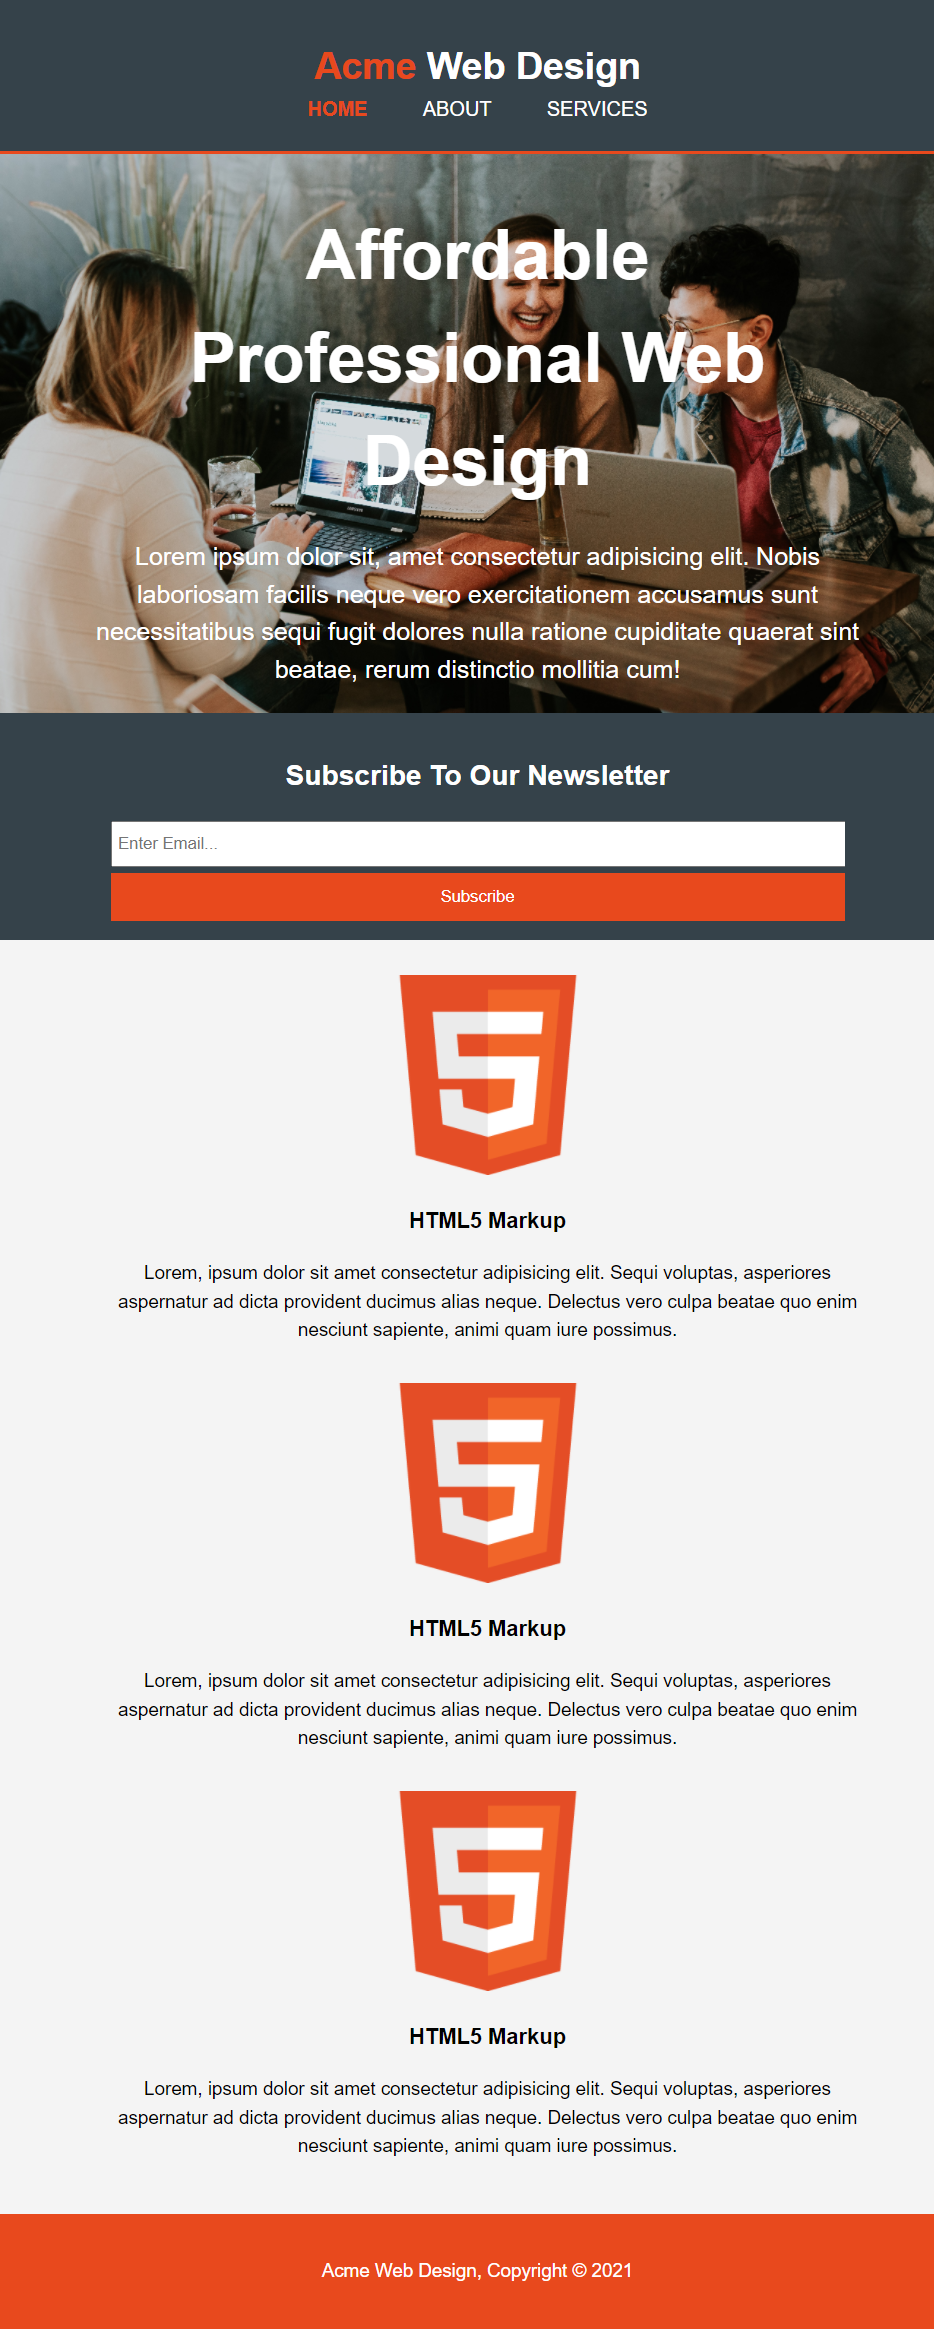 Acme Web Design
HOME ABOUT SERVICES
Affordable
Professional Web
Design
Lorem ipsum dolor sit, amet consectetur adipisicing elit. Nobis
laboriosam facilis neque vero exercitationem accusamus sunt
necessitatibus sequi fugit dolores nulla ratione cupiditate quaerat sint
beatae, rerum distinctio mollitia cum!
Subscribe To Our Newsletter
Enter Email...
Subscribe
HTML5 Markup
Lorem, ipsum dolor sit amet consectetur adipisicing elit. Sequi voluptas, asperiores
aspernatur ad dicta provident ducimus alias neque. Delectus vero culpa beatae quo enim
nesciunt sapiente, animi quam iure possimus.
HTML5 Markup
Lorem, ipsum dolor sit amet consectetur adipisicing elit. Sequi voluptas, asperiores
aspernatur ad dicta provident ducimus alias neque. Delectus vero culpa beatae quo enim
nesciunt sapiente, animi quam iure possimus.
HTML5 Markup
Lorem, ipsum dolor sit amet consectetur adipisicing elit. Sequi voluptas, asperiores
aspernatur ad dicta provident ducimus alias neque. Delectus vero culpa beatae quo enim
nesciunt sapiente, animi quam iure possimus.
Acme Web Design, Copyright © 2021